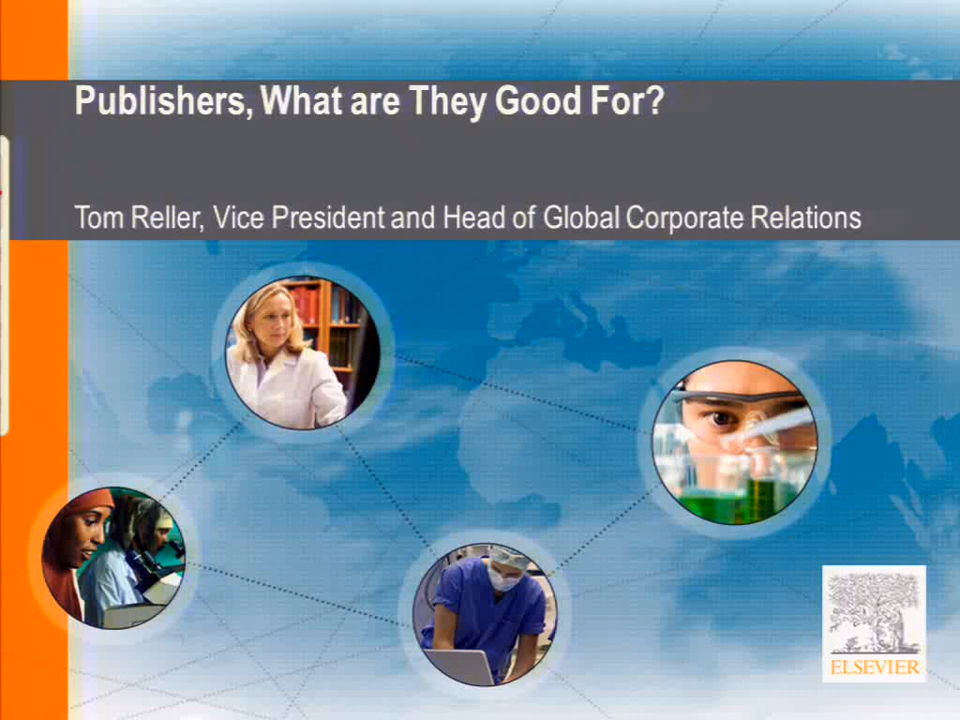 Publishers, What are They Good For?
Tom Reller, Vice President and Head of Global Corporate Relations
ELSEVIER